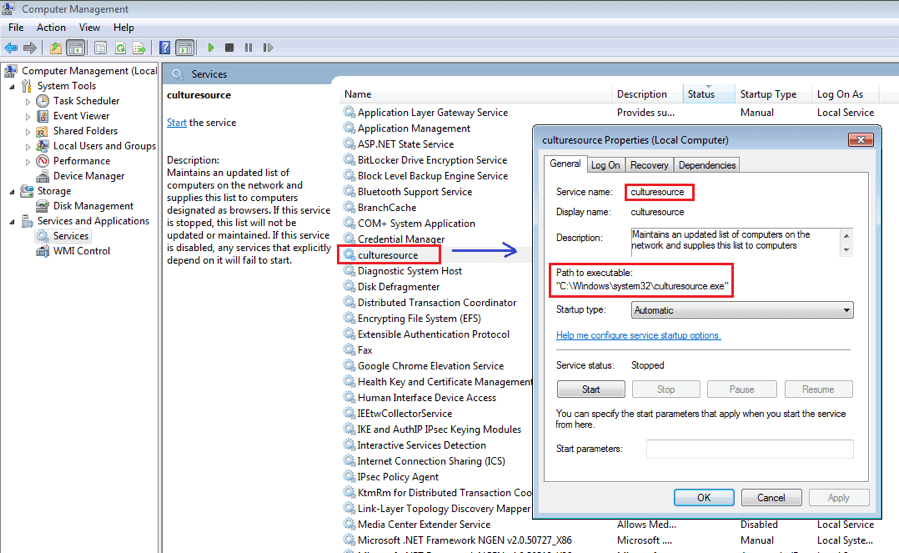 Computer Management
File Action View Help
Computer Management (Local
System Tools
Task Scheduler
Event Viewer
Shared Folders
Local Users and Groups
Performance
Device Manager
Storage
Disk Management
Services and Applications
Services
WMI Control
Services
culturesource
Start the service
Description:
Maintains an updated list of
computers on the network and
supplies this list to computers
designated as browsers. If this service
is stopped, this list will not be
updated or maintained. If this service
is disabled, any services that explicitly
depend on it will fail to start.
Name Description Status Startup Type Log On As
Application Layer Gateway Service Provides su... Manual Local Service
Application Management
ASP.NET State Service
BitLocker Drive Encryption Service
Block Level Backup Engine Service
Bluetooth Support Service
BranchCache
COM+ System Application
Credential Manager
culturesource
Diagnostic System Host
Disk Defragmenter
Distributed Transaction Coordinator
Encrypting File System (EFS)
Extensible Authentication Protocol
Fax
Google Chrome Elevation Service
Health Key and Certificate Management
Human Interface Device Access
IEEtwCollectorService
IKE and AuthIP IPsec Keying Modules
Interactive Services Detection
Internet Connection Sharing (ICS)
IPsec Policy Agent
KtmRm for Distributed Transaction Coo
Link-Layer Topology Discovery Mapper
Media Center Extender Service Allows Med... Disabled Local Service
Microsoft .NET Framework NGEN v2.0.50727_X86 Microsoft .... Disabled Local Syste...
culturesource Properties (Local Computer)
General Log On Recovery Dependencies
Service name: culturesource
Display name: culturesource
Description: Maintains an updated list of computers on the
network and supplies this list to computers
Path to executable:
"C:\Windows\system32\culturesource.exe"
Startup type: Automatic
Help me configure service startup options.
Service status: Stopped
Start Stop Pause Resume
You can specify the start parameters that apply when you start the service
from here.
Start parameters:
OK Cancel Apply